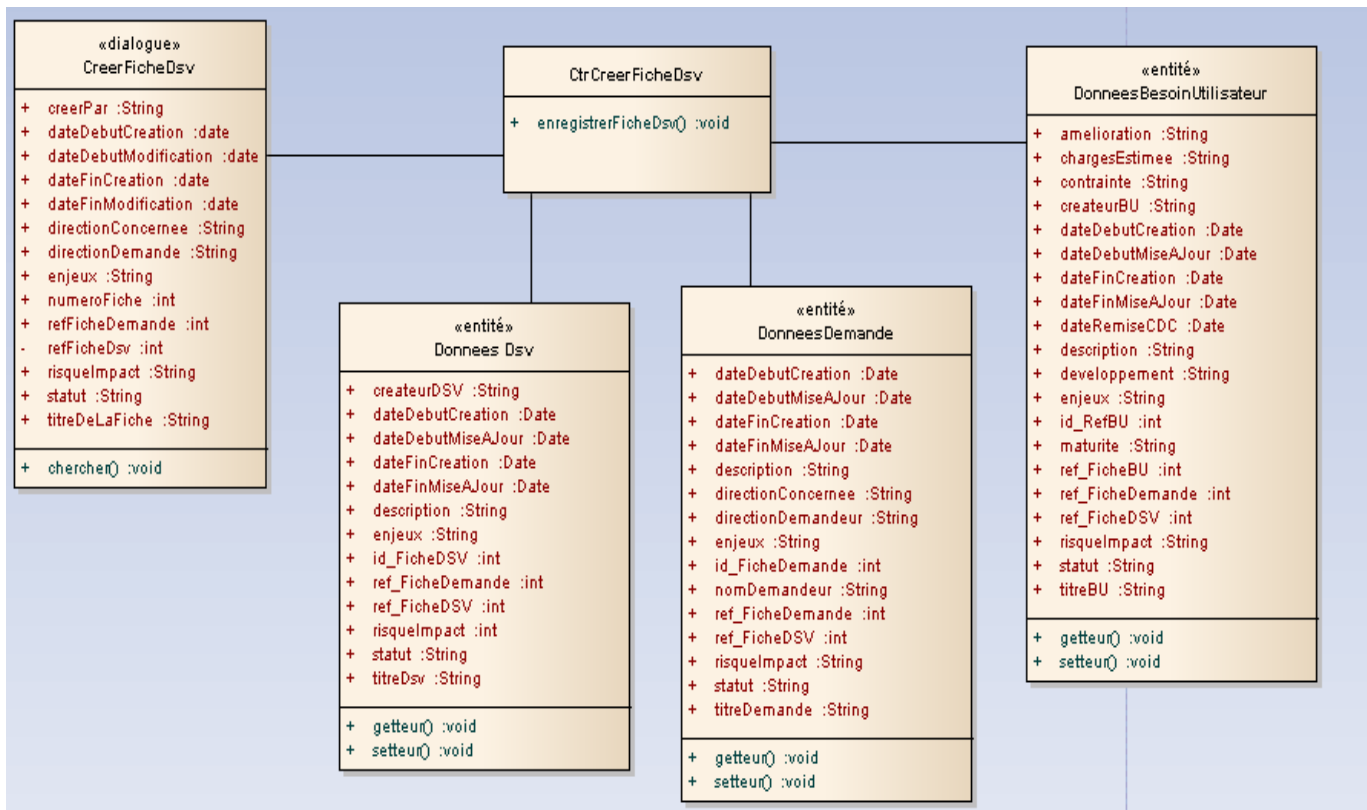 «dialogue»
CreerFicheDsv
+ creerPar :String
+ dateDebutCreation :date
+ dateDebutModification :date
+ dateFinCreation :date
+ dateFinModification :date
+ directionConcernee :String
+ directionDemande :String
+ enjeux :String
+ numeroFiche :int
+ refFicheDemande :int
- refFicheDsv :int
+ risqueImpact :String
+ statut :String
+ titreDeLaFiche :String
+ chercher() :void
CtrCreerFicheDsv
+ enregistrerFicheDsv() :void
«entité»
Donnees Dsv
+ createurDSV :String
+ dateDebutCreation :Date
+ dateDebutMiseAJour :Date
+ dateFinCreation :Date
+ dateFinMiseAJour :Date
+ description :String
+ enjeux :String
+ id_FicheDSV :int
+ ref_FicheDemande :int
+ ref_FicheDSV :int
+ risqueImpact :int
+ statut :String
+ titreDsv :String
+ getteur() :void
+ setteur() :void
«entité»
DonneesDemande
+ dateDebutCreation :Date
+ dateDebutMiseAJour :Date
+ dateFinCreation :Date
+ dateFinMiseAJour :Date
+ description :String
+ directionConcernee :String
+ directionDemandeur :String
+ enjeux :String
+ id_FicheDemande :int
+ nomDemandeur :String
+ ref_FicheDemande :int
+ ref_FicheDSV :int
+ risqueImpact :String
+ statut :String
+ titreDemande :String
+ getteur() :void
+ setteur() :void
«entité»
DonneesBesoinUtilisateur
+ amelioration :String
+ chargesEstimee :String
+ contrainte :String
+ createurBU :String
+ dateDebutCreation :Date
+ dateDebutMiseAJour :Date
+ dateFinCreation :Date
+ dateFinMiseAJour :Date
+ dateRemiseCDC :Date
+ description :String
+ developpement :String
+ enjeux :String
+ id_RefBU :int
+ maturite :String
+ ref_FicheBU :int
+ ref_FicheDemande :int
+ ref_FicheDSV :int
+ risqueImpact :String
+ statut :String
+ titreBU :String
+ getteur() :void
+ setteur() :void